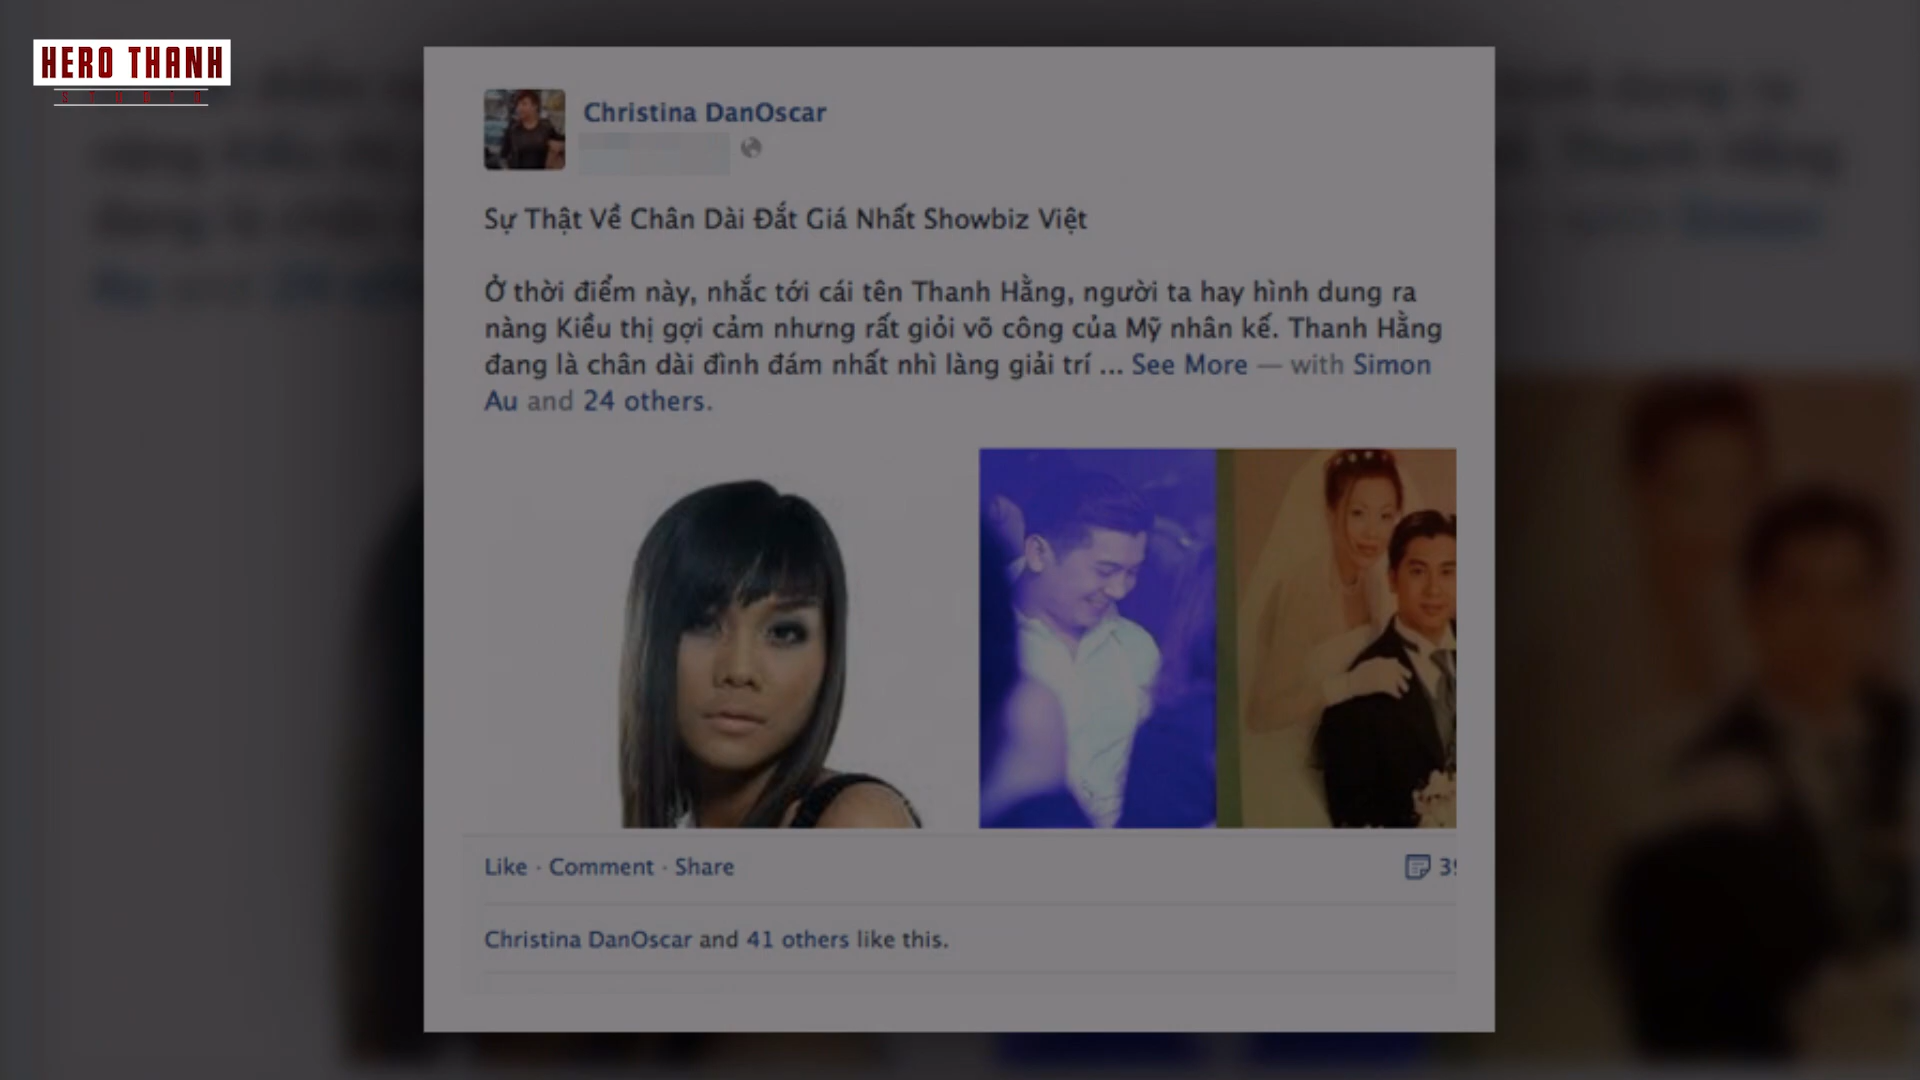 HERO THANH
STUDIO
Christina DanOscar
Sự Thật Về Chân Dài Đắt Giá Nhất Showbiz Việt
Ở thời điểm này, nhắc tới cái tên Thanh Hằng, người ta hay hình dung ra
nàng Kiều thị gợi cảm nhưng rất giỏi võ công của Mỹ nhân kế. Thanh Hằng
đang là chân dài đình đám nhất nhì làng giải trí ... See More — with Simon
Au and 24 others.
Like · Comment · Share
Christina DanOscar and 41 others like this.